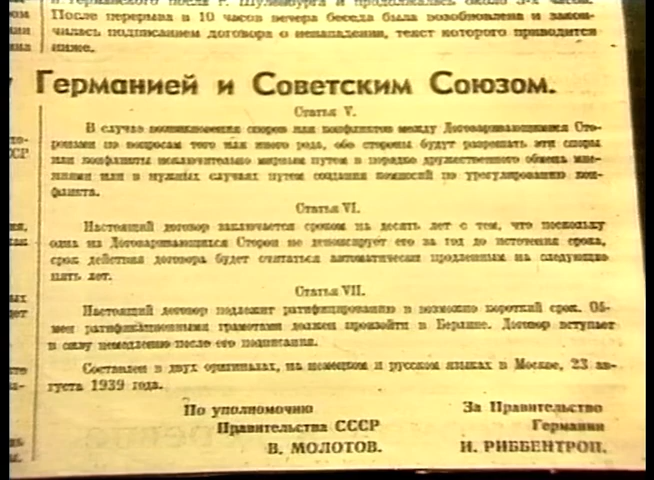 и Германского посла г. Шуленбурга и продолжалась около 3-х часов.
После перерыва в 10 часов вечера беседа была возобновлена и закон-
чилась подписанием договора о ненападении, текст которого приводится
ниже.
Германией и Советским Союзом.
Статья V.
В случае возникновения споров или конфликтов между Договаривающимися Сто-
ронами по вопросам того или иного рода, обе стороны будут разрешать эти споры
или конфликты исключительно мирным путем в порядке дружественного обмена мне-
ниями или в нужных случаях путем создания комиссий по урегулированию кон-
фликта.
Статья VI.
Настоящий договор заключается сроком на десять лет с тем, что поскольку
одна из Договаривающихся Сторон не денонсирует его за год до истечения срока,
срок действия договора будет считаться автоматически продленным на следующие
пять лет.
Статья VII.
Настоящий договор подлежит ратифицированию в возможно короткий срок. Об-
мен ратификационными грамотами должен произойти в Берлине. Договор вступает
в силу немедленно после его подписания.
Составлен в двух оригиналах, на немецком и русском языках в Москве, 23 ав-
густа 1939 года.
По уполномочию
Правительства СССР
В. МОЛОТОВ.
За Правительство
Германии
И. РИББЕНТРОП.